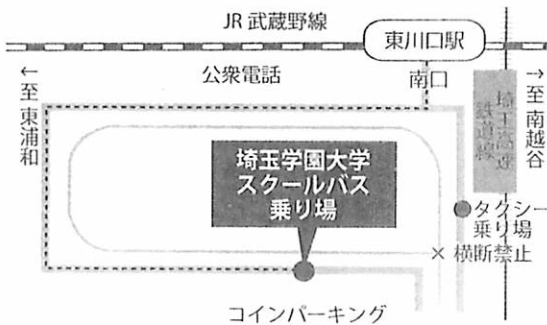 JR 武蔵野線
東川口駅
公衆電話
南口
← 至 東浦和
→ 至 南越谷
埼玉高速
鉄道線
埼玉学園大学
スクールバス
乗り場
タクシー
乗り場
× 横断禁止
コインパーキング